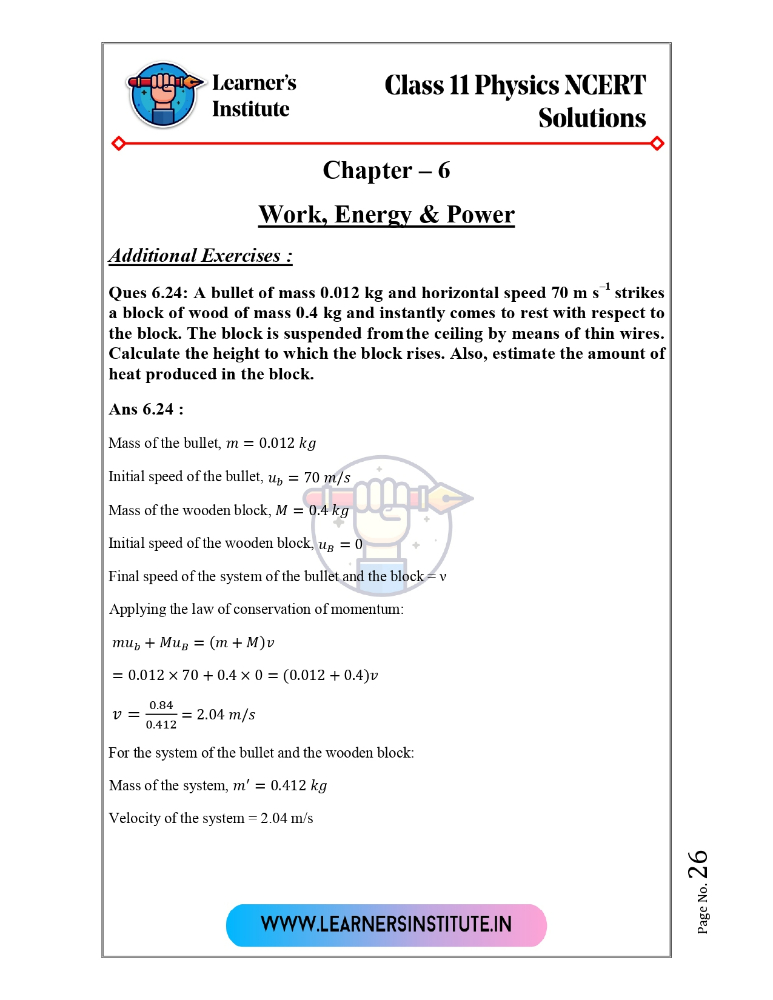 Learner's
Institute
Class 11 Physics NCERT
Solutions
Chapter – 6
Work, Energy & Power
Additional Exercises :
Ques 6.24: A bullet of mass 0.012 kg and horizontal speed 70 m s⁻¹ strikes
a block of wood of mass 0.4 kg and instantly comes to rest with respect to
the block. The block is suspended from the ceiling by means of thin wires.
Calculate the height to which the block rises. Also, estimate the amount of
heat produced in the block.
Ans 6.24 :
Mass of the bullet, m = 0.012 kg
Initial speed of the bullet, u_b = 70 m/s
Mass of the wooden block, M = 0.4 kg
Initial speed of the wooden block, u_B = 0
Final speed of the system of the bullet and the block = ν
Applying the law of conservation of momentum:
mu_b + Mu_B = (m + M)v
= 0.012 × 70 + 0.4 × 0 = (0.012 + 0.4)v
v = 0.84/0.412 = 2.04 m/s
For the system of the bullet and the wooden block:
Mass of the system, m′ = 0.412 kg
Velocity of the system = 2.04 m/s
Page No. 26
WWW.LEARNERSINSTITUTE.IN